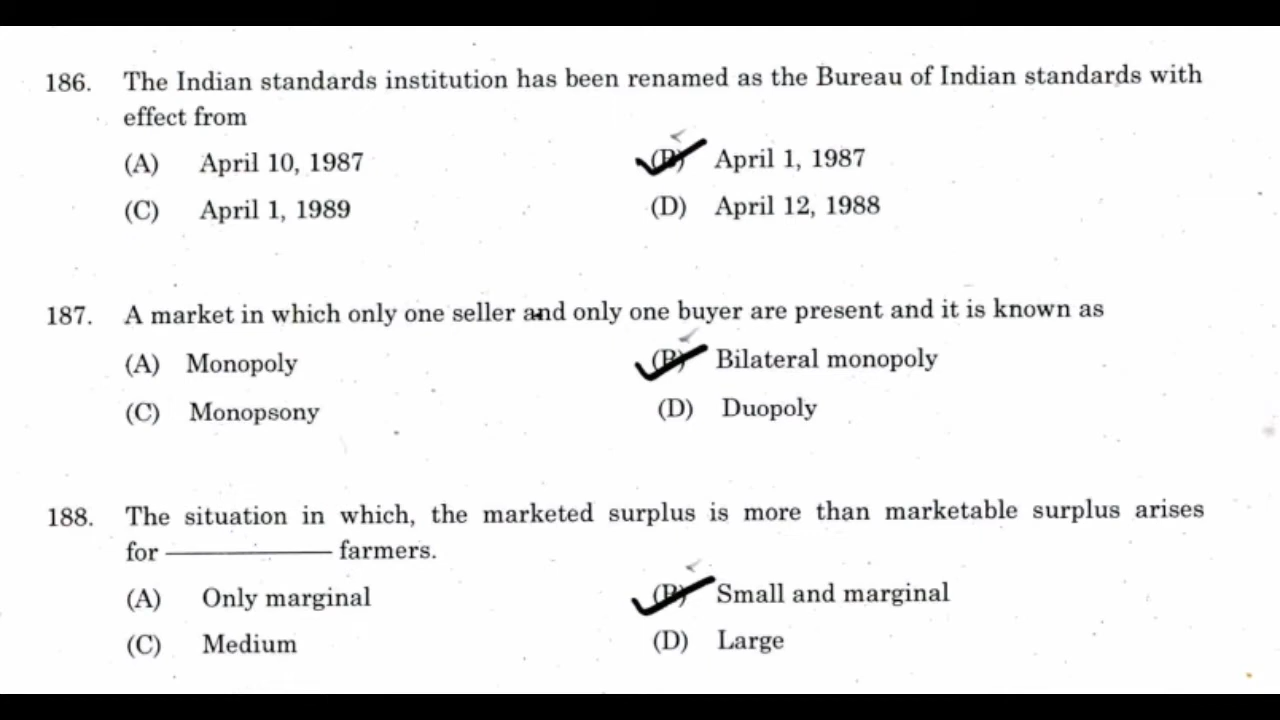 186. The Indian standards institution has been renamed as the Bureau of Indian standards with
effect from
(A) April 10, 1987 (B) April 1, 1987
(C) April 1, 1989 (D) April 12, 1988
187. A market in which only one seller and only one buyer are present and it is known as
(A) Monopoly (B) Bilateral monopoly
(C) Monopsony (D) Duopoly
188. The situation in which, the marketed surplus is more than marketable surplus arises
for ———— farmers.
(A) Only marginal (B) Small and marginal
(C) Medium (D) Large